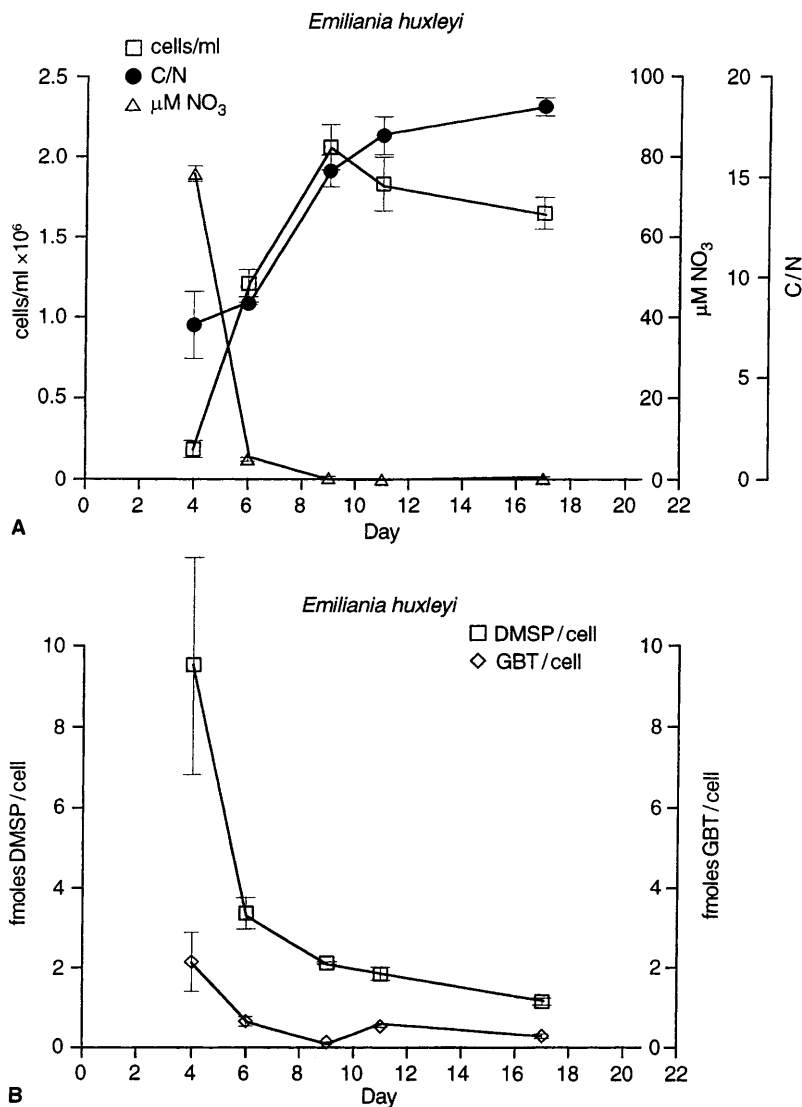 Emiliania huxleyi
cells/ml
C/N
μM NO3
2.5
2.0
1.5
1.0
0.5
0
cells/ml ×10⁶
100
80
60
40
20
0
μM NO3
20
15
10
5
0
C/N
0 2 4 6 8 10 12 14 16 18 20 22
Day
A
Emiliania huxleyi
DMSP/cell
GBT/cell
10
8
6
4
2
0
fmoles DMSP/cell
10
8
6
4
2
0
fmoles GBT/cell
0 2 4 6 8 10 12 14 16 18 20 22
Day
B